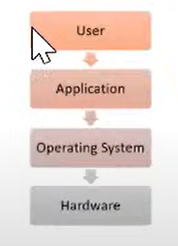 User
Application
Operating System
Hardware